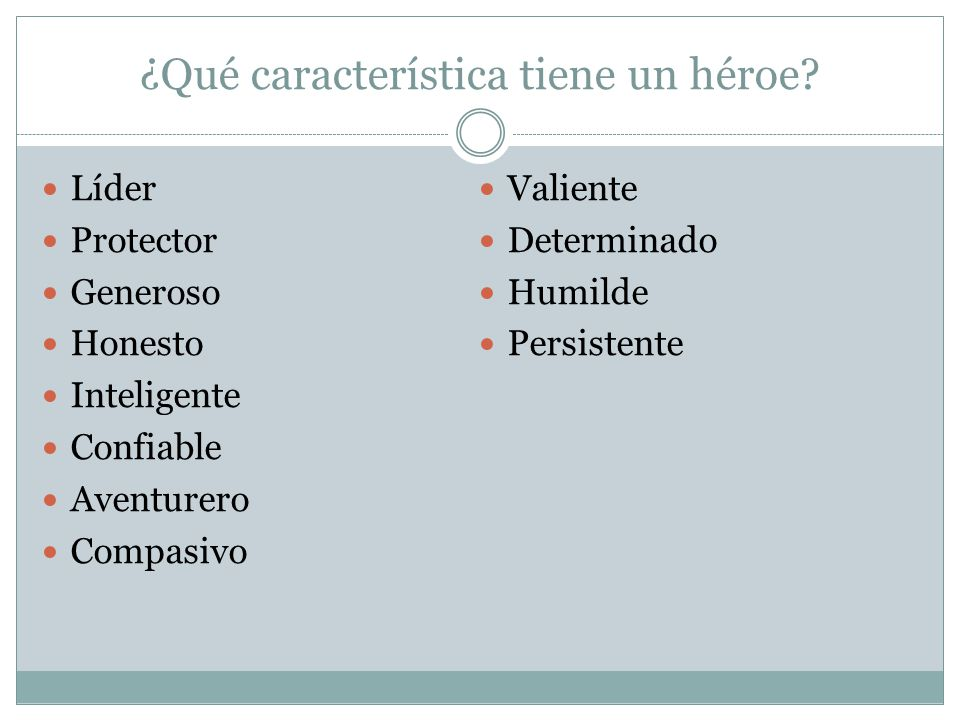 ¿Qué característica tiene un héroe?
Líder
Protector
Generoso
Honesto
Inteligente
Confiable
Aventurero
Compasivo
Valiente
Determinado
Humilde
Persistente